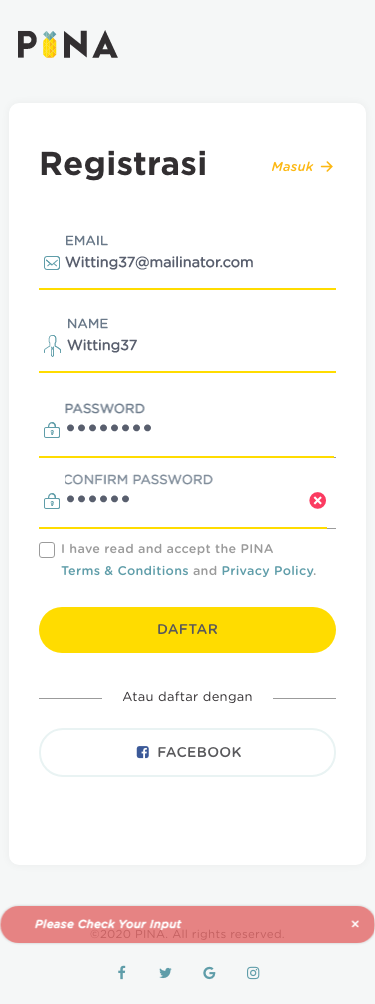 PINA
Registrasi
Masuk →
EMAIL
Witting37@mailinator.com
NAME
Witting37
PASSWORD
••••••••
CONFIRM PASSWORD
••••••
I have read and accept the PINA
Terms & Conditions and Privacy Policy.
DAFTAR
Atau daftar dengan
FACEBOOK
Please Check Your Input ×
©2020 PINA. All rights reserved.